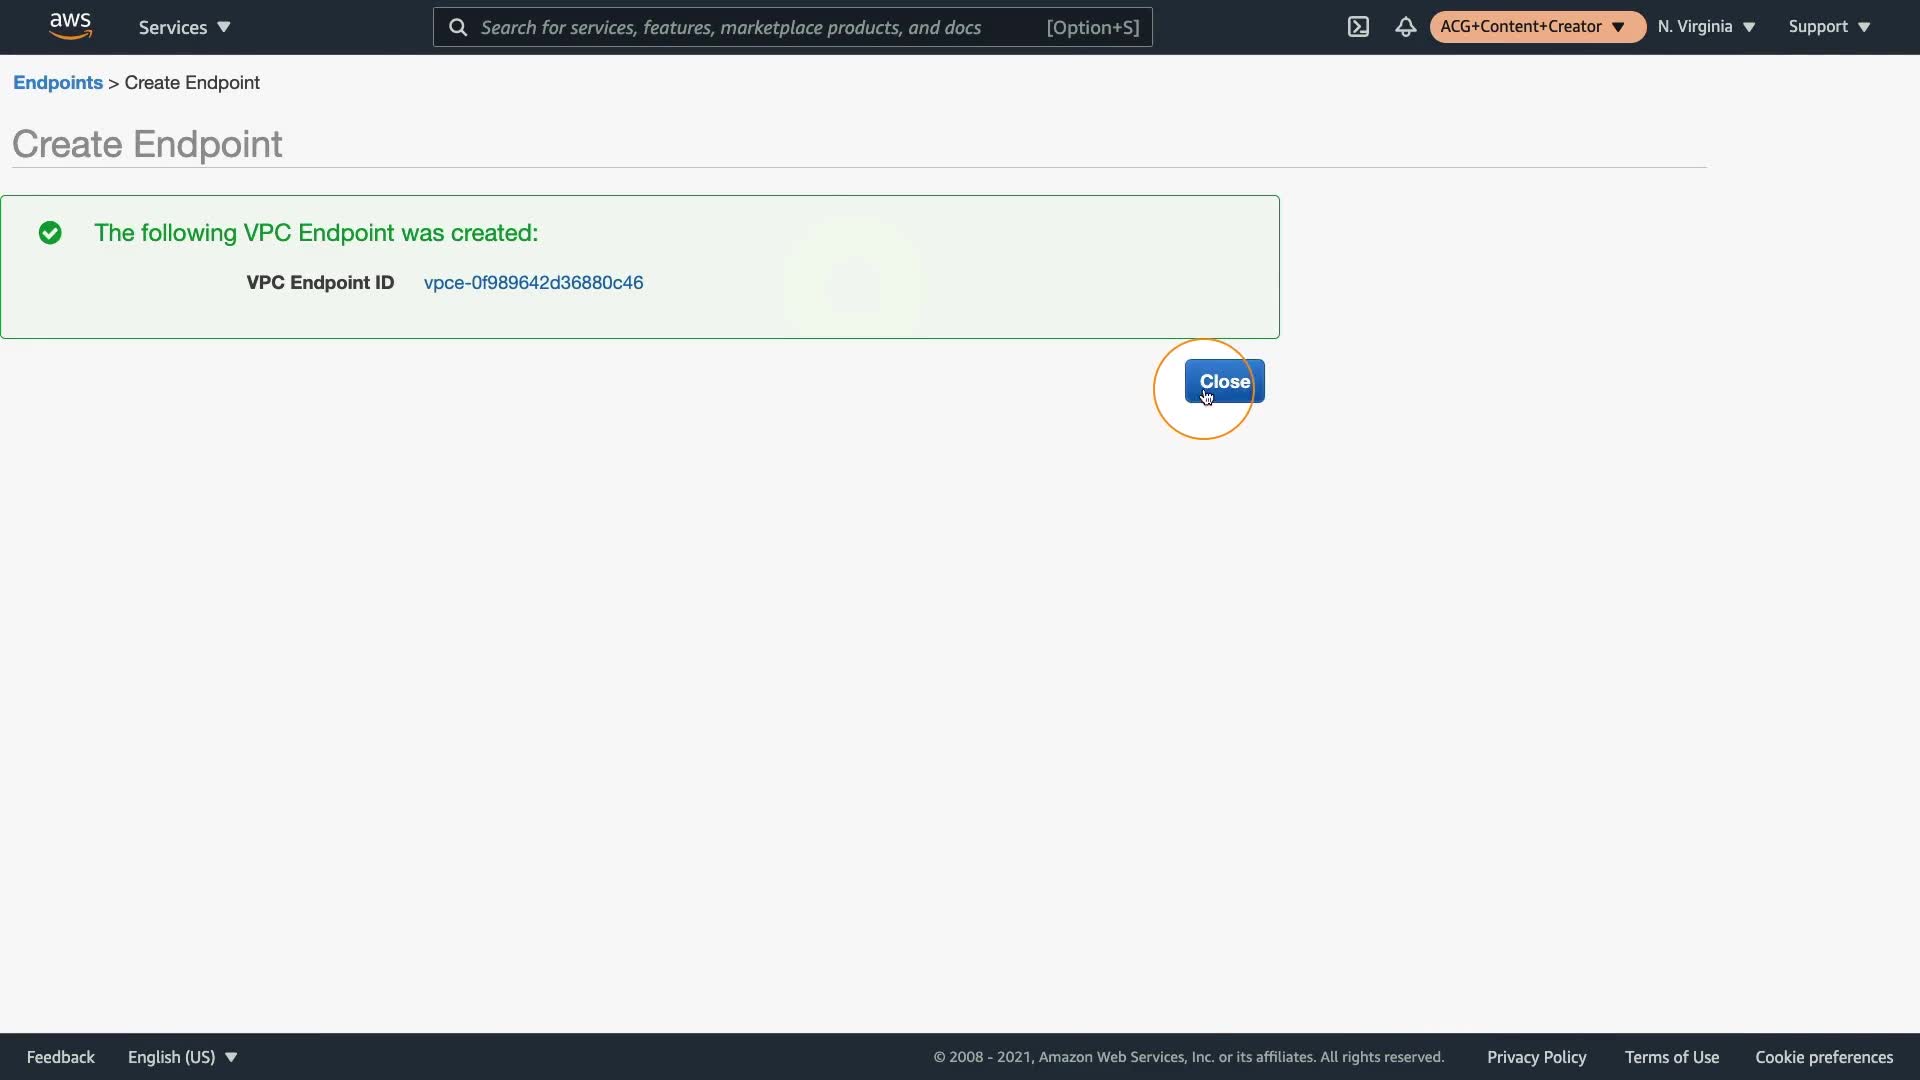 aws
Services
Search for services, features, marketplace products, and docs [Option+S]
ACG+Content+Creator
N. Virginia
Support
Endpoints > Create Endpoint
Create Endpoint
The following VPC Endpoint was created:
VPC Endpoint ID vpce-0f989642d36880c46
Close
Feedback
English (US)
© 2008 - 2021, Amazon Web Services, Inc. or its affiliates. All rights reserved.
Privacy Policy
Terms of Use
Cookie preferences